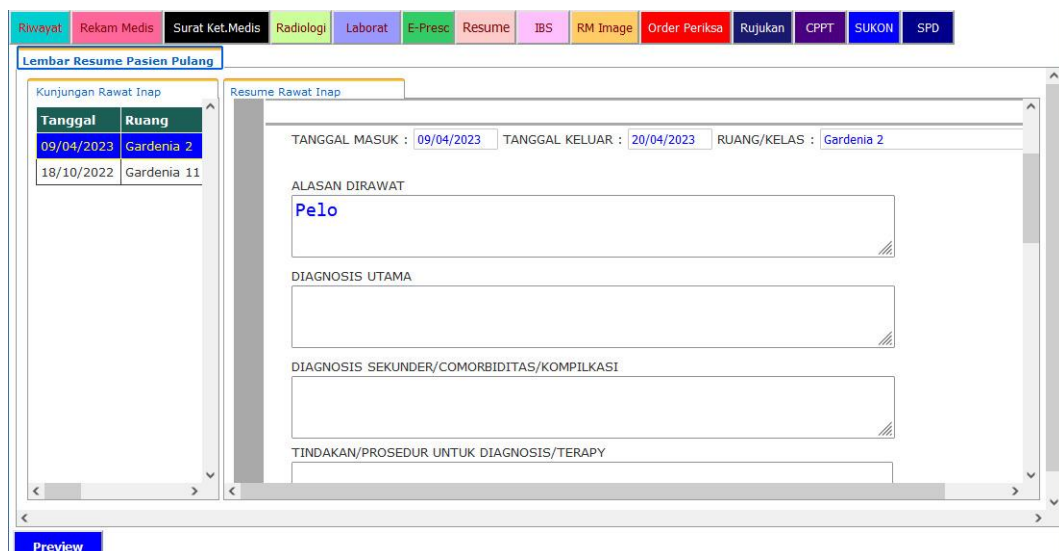 Riwayat Rekam Medis Surat Ket.Medis Radiologi Laborat E-Presc Resume IBS RM Image Order Periksa Rujukan CPPT SUKON SPD
Lembar Resume Pasien Pulang
Kunjungan Rawat Inap
Tanggal Ruang
09/04/2023 Gardenia 2
18/10/2022 Gardenia 11
Resume Rawat Inap
TANGGAL MASUK : 09/04/2023 TANGGAL KELUAR : 20/04/2023 RUANG/KELAS : Gardenia 2
ALASAN DIRAWAT
Pelo
DIAGNOSIS UTAMA
DIAGNOSIS SEKUNDER/COMORBIDITAS/KOMPILKASI
TINDAKAN/PROSEDUR UNTUK DIAGNOSIS/TERAPY
Preview